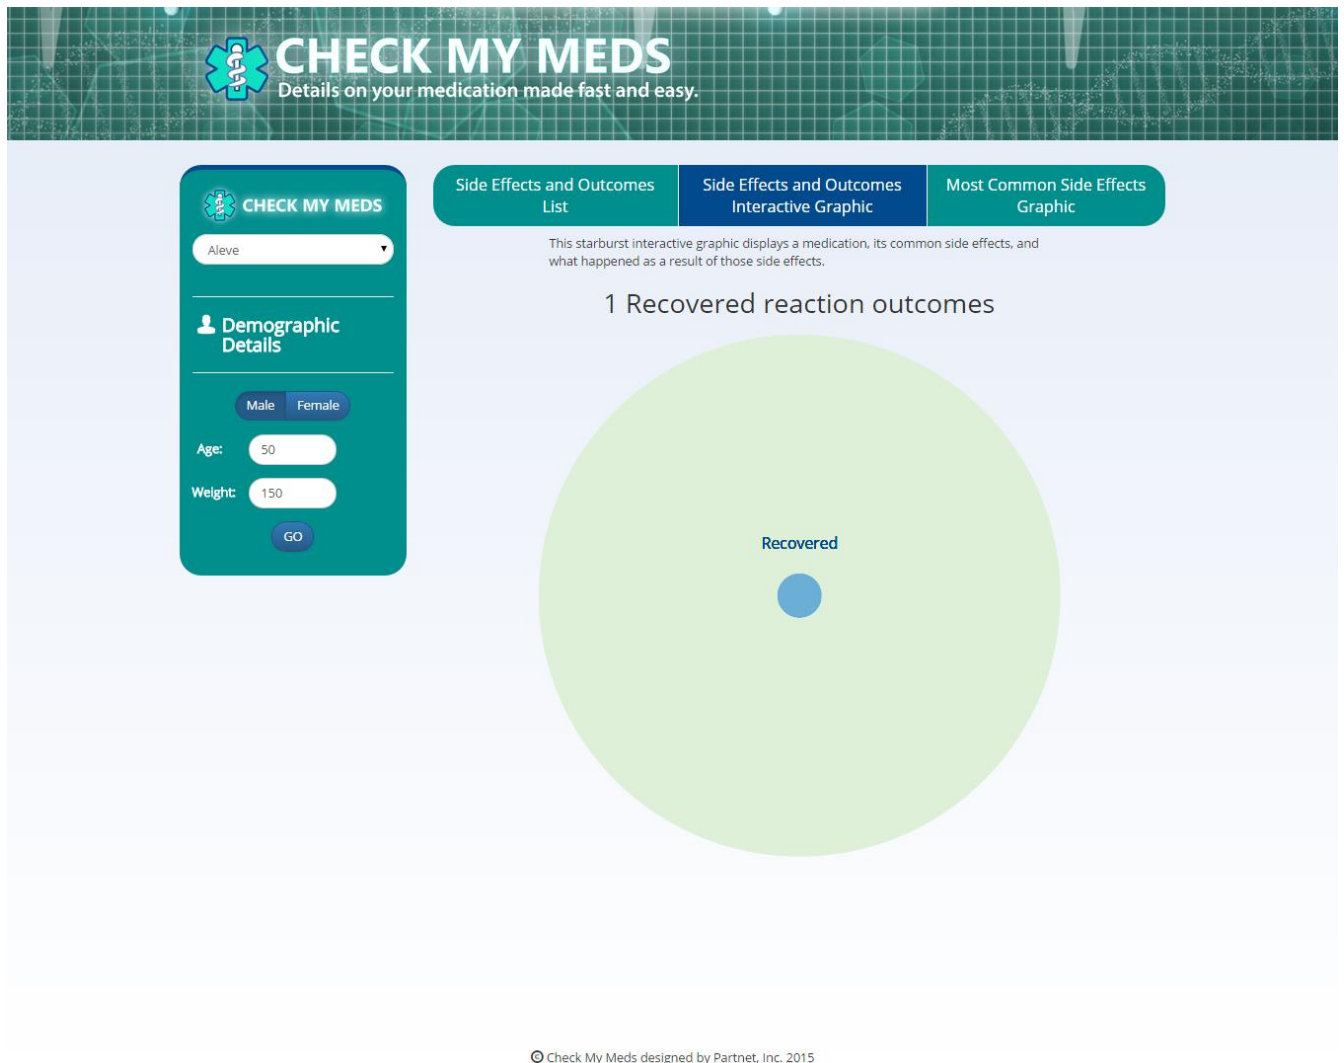 CHECK MY MEDS
Details on your medication made fast and easy.
CHECK MY MEDS
Aleve
Demographic
Details
Male Female
Age: 50
Weight: 150
GO
Side Effects and Outcomes
List
Side Effects and Outcomes
Interactive Graphic
Most Common Side Effects
Graphic
This starburst interactive graphic displays a medication, its common side effects, and
what happened as a result of those side effects.
1 Recovered reaction outcomes
Recovered
© Check My Meds designed by Partnet, Inc. 2015